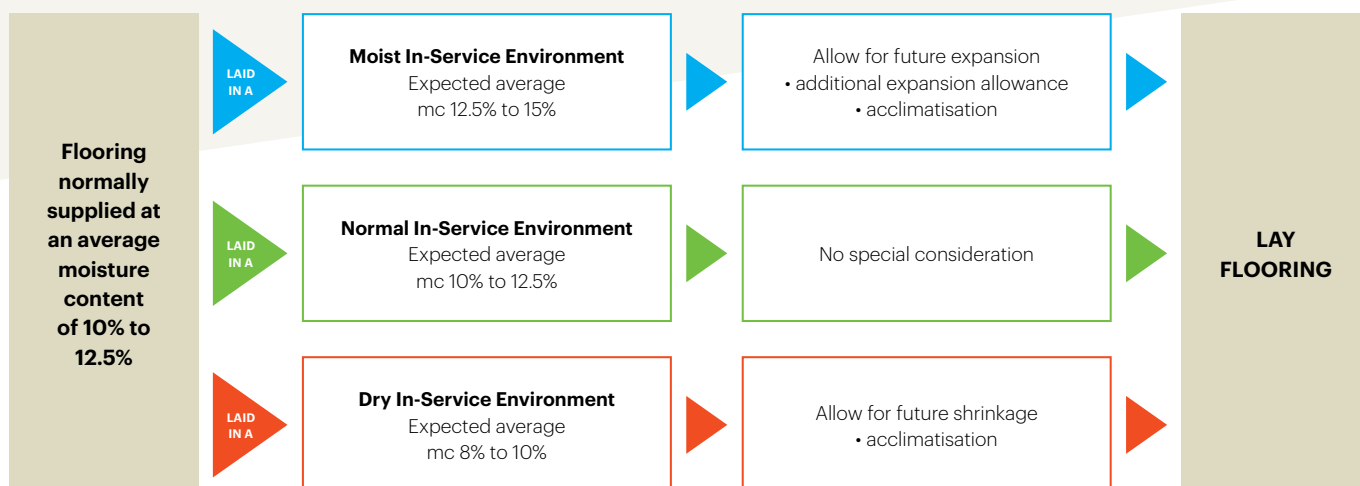 Flooring
normally
supplied at
an average
moisture
content
of 10% to
12.5%
LAID
IN A
Moist In-Service Environment
Expected average
mc 12.5% to 15%
Allow for future expansion
• additional expansion allowance
• acclimatisation
LAID
IN A
Normal In-Service Environment
Expected average
mc 10% to 12.5%
No special consideration
LAID
IN A
Dry In-Service Environment
Expected average
mc 8% to 10%
Allow for future shrinkage
• acclimatisation
LAY
FLOORING